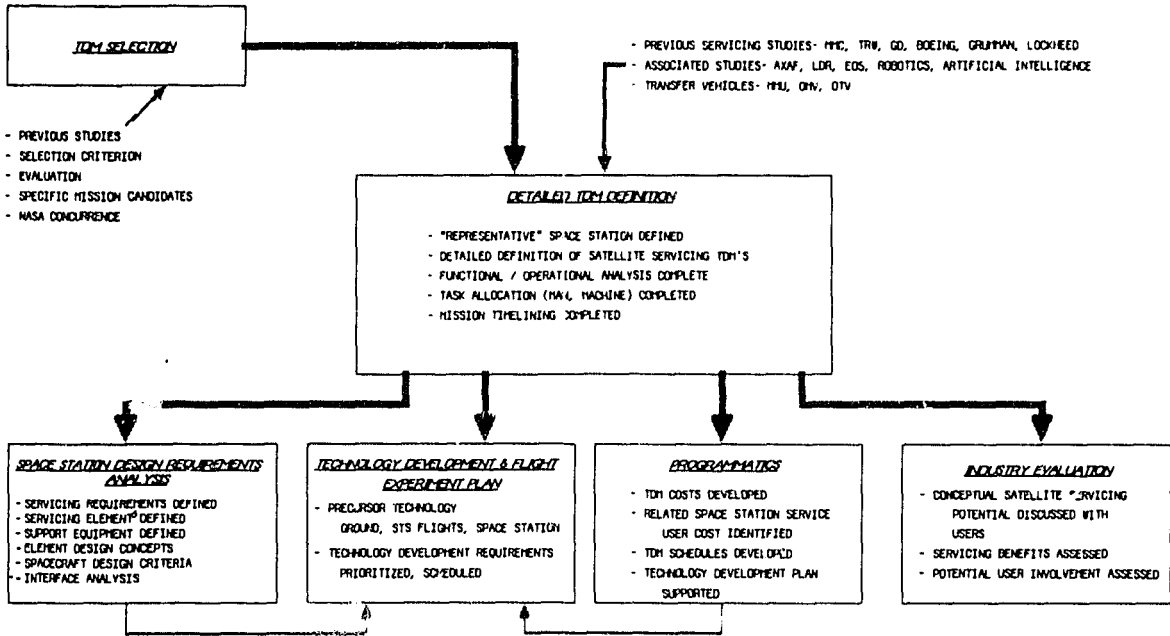 TDM SELECTION
- PREVIOUS STUDIES
- SELECTION CRITERION
- EVALUATION
- SPECIFIC MISSION CANDIDATES
- NASA CONCURRENCE
- PREVIOUS SERVICING STUDIES- MMC, TRW, GD, BOEING, GRUMMAN, LOCKHEED
- ASSOCIATED STUDIES- AXAF, LDR, EOS, ROBOTICS, ARTIFICIAL INTELLIGENCE
- TRANSFER VEHICLES- MMU, OMV, OTV
DETAILED TDM DEFINITION
- "REPRESENTATIVE" SPACE STATION DEFINED
- DETAILED DEFINITION OF SATELLITE SERVICING TDM'S
- FUNCTIONAL / OPERATIONAL ANALYSIS COMPLETE
- TASK ALLOCATION (MAN, MACHINE) COMPLETED
- MISSION TIMELINING COMPLETED
SPACE STATION DESIGN REQUIREMENTS
ANALYSIS
- SERVICING REQUIREMENTS DEFINED
- SERVICING ELEMENTS DEFINED
- SUPPORT EQUIPMENT DEFINED
- ELEMENT DESIGN CONCEPTS
- SPACECRAFT DESIGN CRITERIA
- INTERFACE ANALYSIS
TECHNOLOGY DEVELOPMENT & FLIGHT
EXPERIMENT PLAN
- PRECURSOR TECHNOLOGY
GROUND, STS FLIGHTS, SPACE STATION
- TECHNOLOGY DEVELOPMENT REQUIREMENTS
PRIORITIZED, SCHEDULED
PROGRAMMATICS
- TDM COSTS DEVELOPED
- RELATED SPACE STATION SERVICE
USER COST IDENTIFIED
- TDM SCHEDULES DEVELOPED
- TECHNOLOGY DEVELOPMENT PLAN
SUPPORTED
INDUSTRY EVALUATION
- CONCEPTUAL SATELLITE SERVICING
POTENTIAL DISCUSSED WITH
USERS
- SERVICING BENEFITS ASSESSED
- POTENTIAL USER INVOLVEMENT ASSESSED